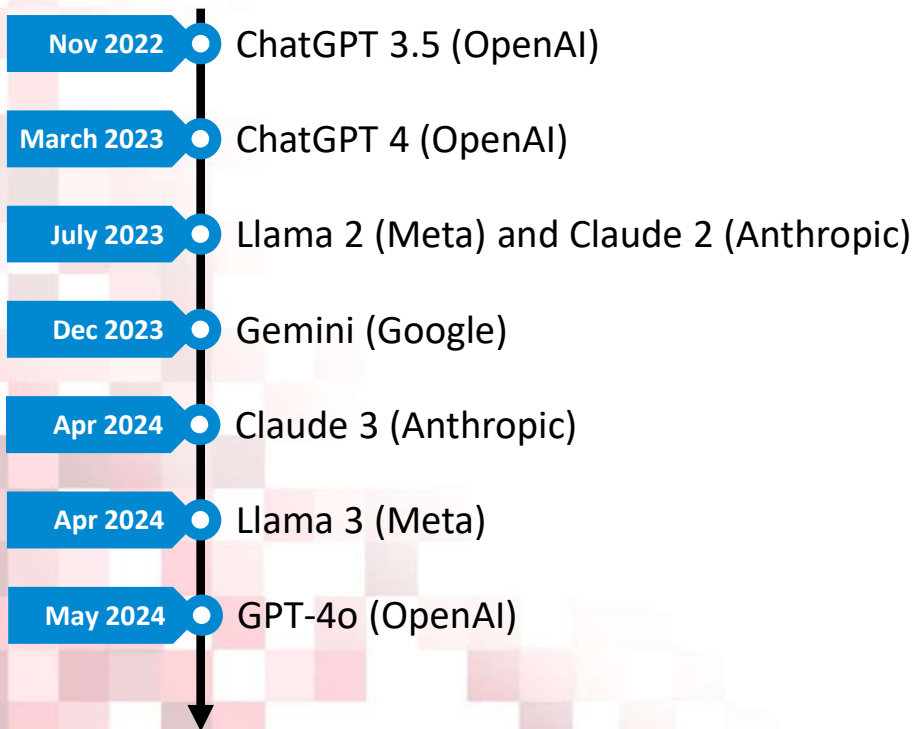 Nov 2022 ChatGPT 3.5 (OpenAI)
March 2023 ChatGPT 4 (OpenAI)
July 2023 Llama 2 (Meta) and Claude 2 (Anthropic)
Dec 2023 Gemini (Google)
Apr 2024 Claude 3 (Anthropic)
Apr 2024 Llama 3 (Meta)
May 2024 GPT-4o (OpenAI)